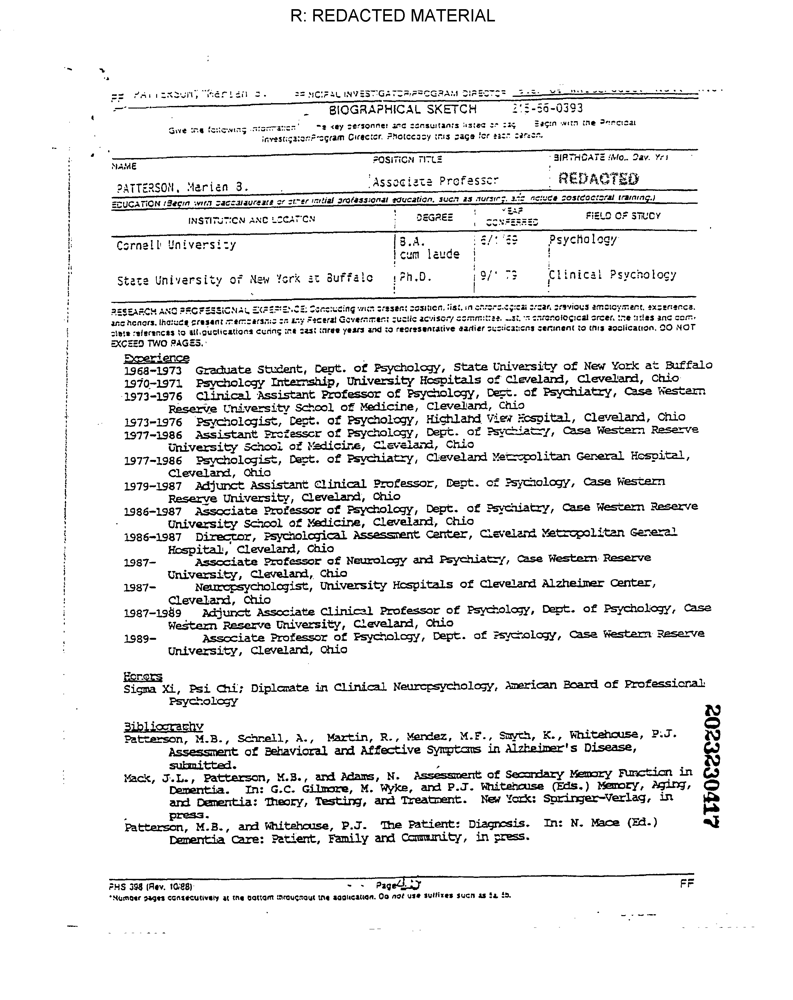 R: REDACTED MATERIAL
FF PATTERSON, Marian B. PRINCIPAL INVESTIGATOR/PROGRAM DIRECTOR
BIOGRAPHICAL SKETCH
Give the following information key personnel and consultants listed on Begin with the Principal
Investigator/Program Director. Photocopy this page for each person.
NAME POSITION TITLE BIRTHDATE (Mo., Day, Yr.)
PATTERSON, Marian B. Associate Professor REDACTED
EDUCATION (Begin with baccalaureate or other initial professional education, such as nursing, and include postdoctoral training.)
INSTITUTION AND LOCATION DEGREE YEAR CONFERRED FIELD OF STUDY
Cornell University B.A. Psychology
cum laude
State University of New York at Buffalo Ph.D. Clinical Psychology
RESEARCH AND PROFESSIONAL EXPERIENCE: Concluding with present position, list, in chronological order, previous employment, experience,
and honors. Include present membership on any Federal Government public advisory committee. List, in chronological order, the titles and com-
plete references to all publications during the past three years and to representative earlier publications pertinent to this application. DO NOT
EXCEED TWO PAGES.
Experience
1968-1973 Graduate Student, Dept. of Psychology, State University of New York at Buffalo
1970-1971 Psychology Internship, University Hospitals of Cleveland, Cleveland, Ohio
1973-1976 Clinical Assistant Professor of Psychology, Dept. of Psychiatry, Case Western
Reserve University School of Medicine, Cleveland, Ohio
1973-1976 Psychologist, Dept. of Psychology, Highland View Hospital, Cleveland, Ohio
1977-1986 Assistant Professor of Psychology, Dept. of Psychiatry, Case Western Reserve
University School of Medicine, Cleveland, Ohio
1977-1986 Psychologist, Dept. of Psychiatry, Cleveland Metropolitan General Hospital,
Cleveland, Ohio
1979-1987 Adjunct Assistant Clinical Professor, Dept. of Psychology, Case Western
Reserve University, Cleveland, Ohio
1986-1987 Associate Professor of Psychology, Dept. of Psychiatry, Case Western Reserve
University School of Medicine, Cleveland, Ohio
1986-1987 Director, Psychological Assessment Center, Cleveland Metropolitan General
Hospital, Cleveland, Ohio
1987- Associate Professor of Neurology and Psychiatry, Case Western Reserve
University, Cleveland, Ohio
1987- Neuropsychologist, University Hospitals of Cleveland Alzheimer Center,
Cleveland, Ohio
1987-1989 Adjunct Associate Clinical Professor of Psychology, Dept. of Psychology, Case
Western Reserve University, Cleveland, Ohio
1989- Associate Professor of Psychology, Dept. of Psychology, Case Western Reserve
University, Cleveland, Ohio
Honors
Sigma Xi, Psi Chi; Diplomate in Clinical Neuropsychology, American Board of Professional
Psychology
Bibliography
Patterson, M.B., Schnell, A., Martin, R., Mendez, M.F., Smyth, K., Whitehouse, P.J.
Assessment of Behavioral and Affective Symptoms in Alzheimer's Disease,
submitted.
Mack, J.L., Patterson, M.B., and Adams, N. Assessment of Secondary Memory Function in
Dementia. In: G.C. Gilmore, M. Wyke, and P.J. Whitehouse (Eds.) Memory, Aging,
and Dementia: Theory, Testing, and Treatment. New York: Springer-Verlag, in
press.
Patterson, M.B., and Whitehouse, P.J. The Patient: Diagnosis. In: N. Mace (Ed.)
Dementia Care: Patient, Family and Community, in press.
2023230417
PHS 398 (Rev. 10/88) Page FF
*Number pages consecutively at the bottom throughout the application. Do not use suffixes such as 5a, 5b.